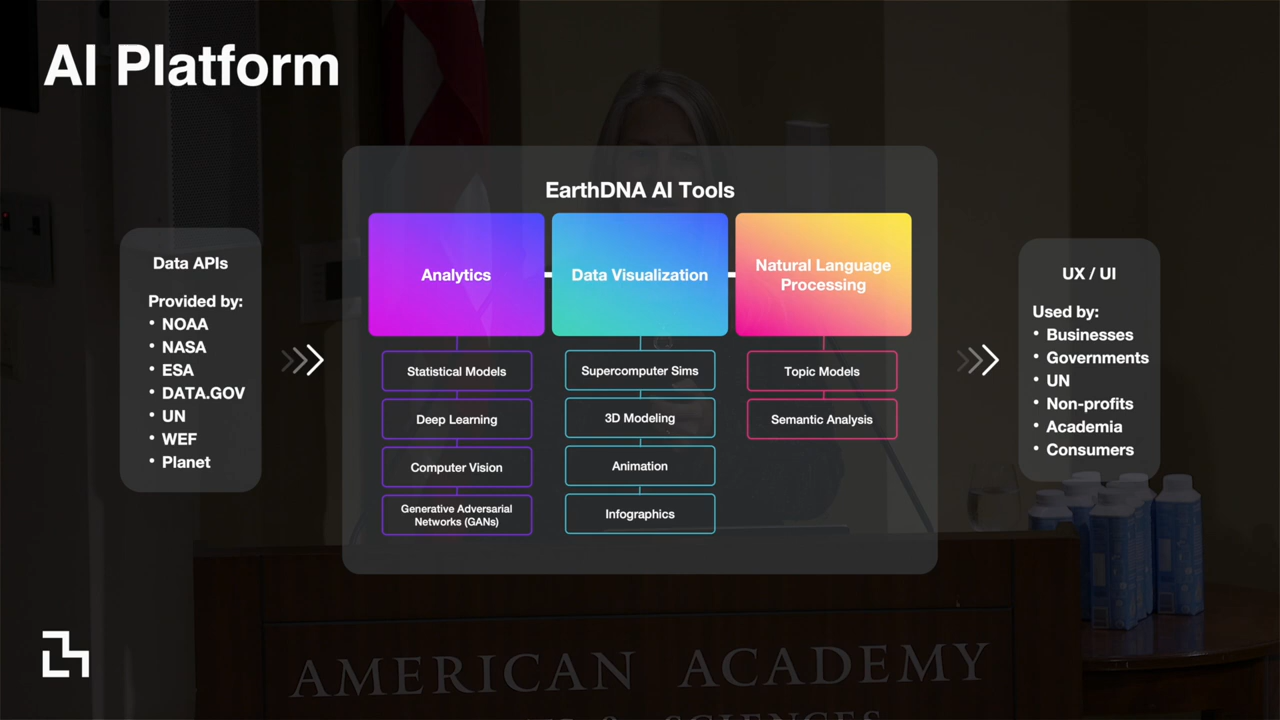 AI Platform
EarthDNA AI Tools
Data APIs
Provided by:
• NOAA
• NASA
• ESA
• DATA.GOV
• UN
• WEF
• Planet
Analytics
Statistical Models
Deep Learning
Computer Vision
Generative Adversarial
Networks (GANs)
Data Visualization
Supercomputer Sims
3D Modeling
Animation
Infographics
Natural Language
Processing
Topic Models
Semantic Analysis
UX / UI
Used by:
• Businesses
• Governments
• UN
• Non-profits
• Academia
• Consumers
AMERICAN ACADEMY
& SCIENCES